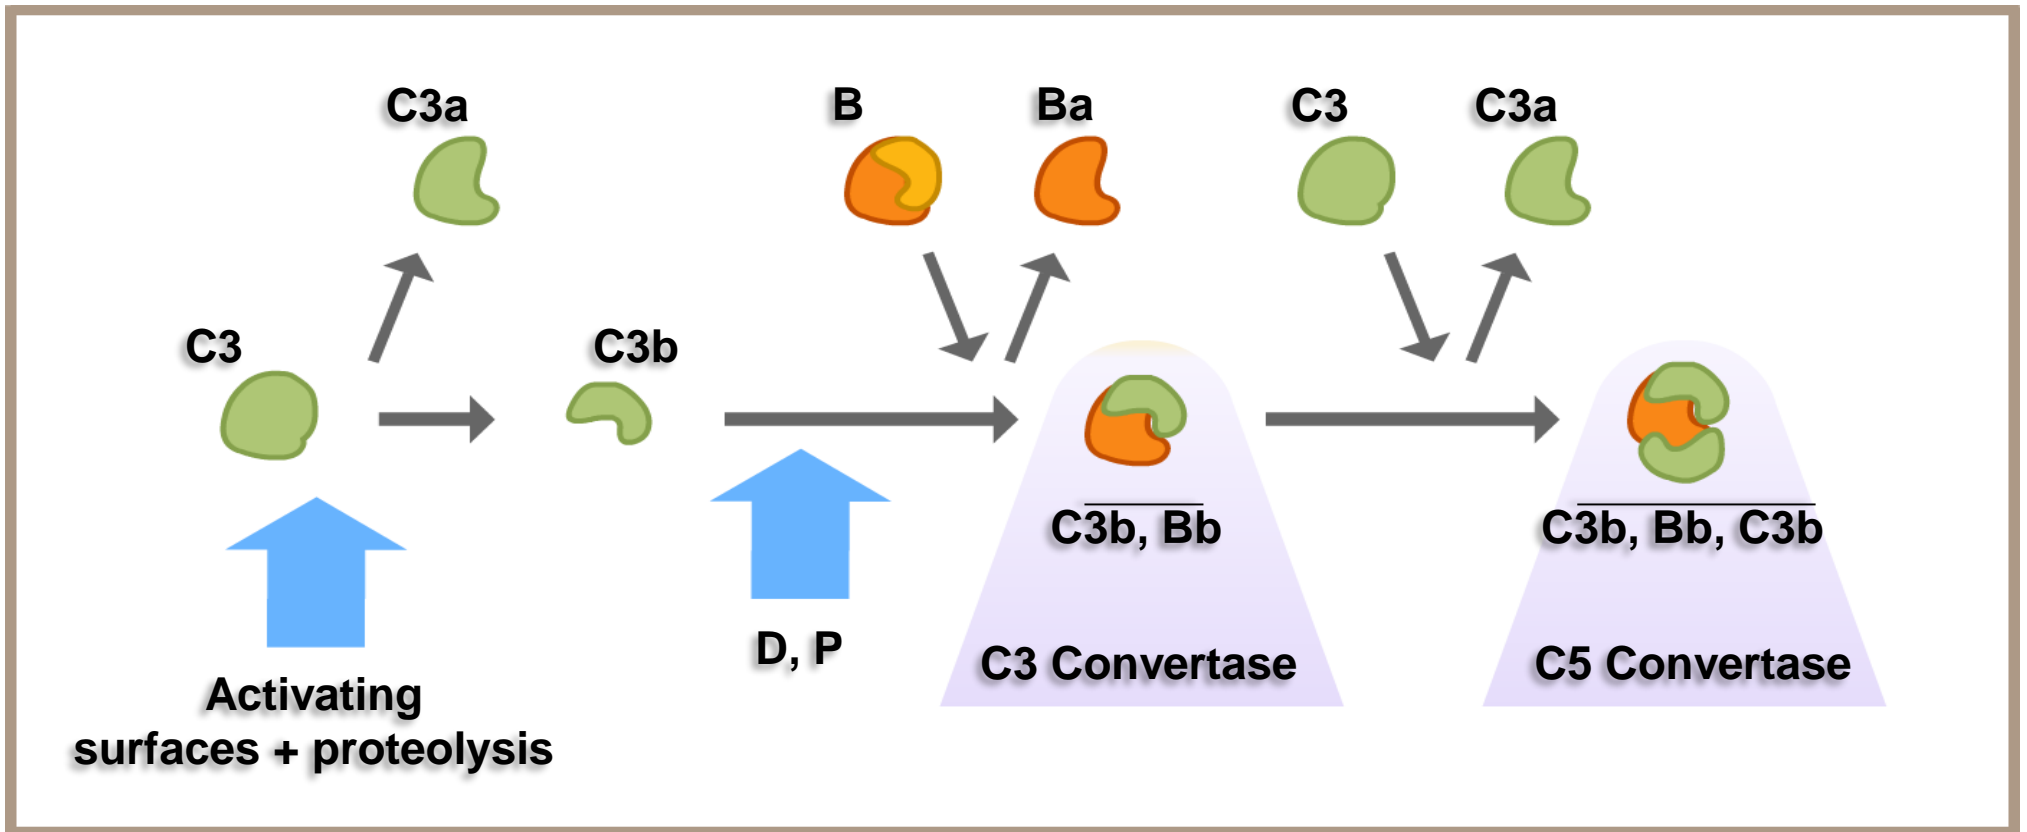 C3a
B
Ba
C3
C3a
C3
C3b
C3b, Bb
C3b, Bb, C3b
D, P
C3 Convertase
C5 Convertase
Activating
surfaces + proteolysis